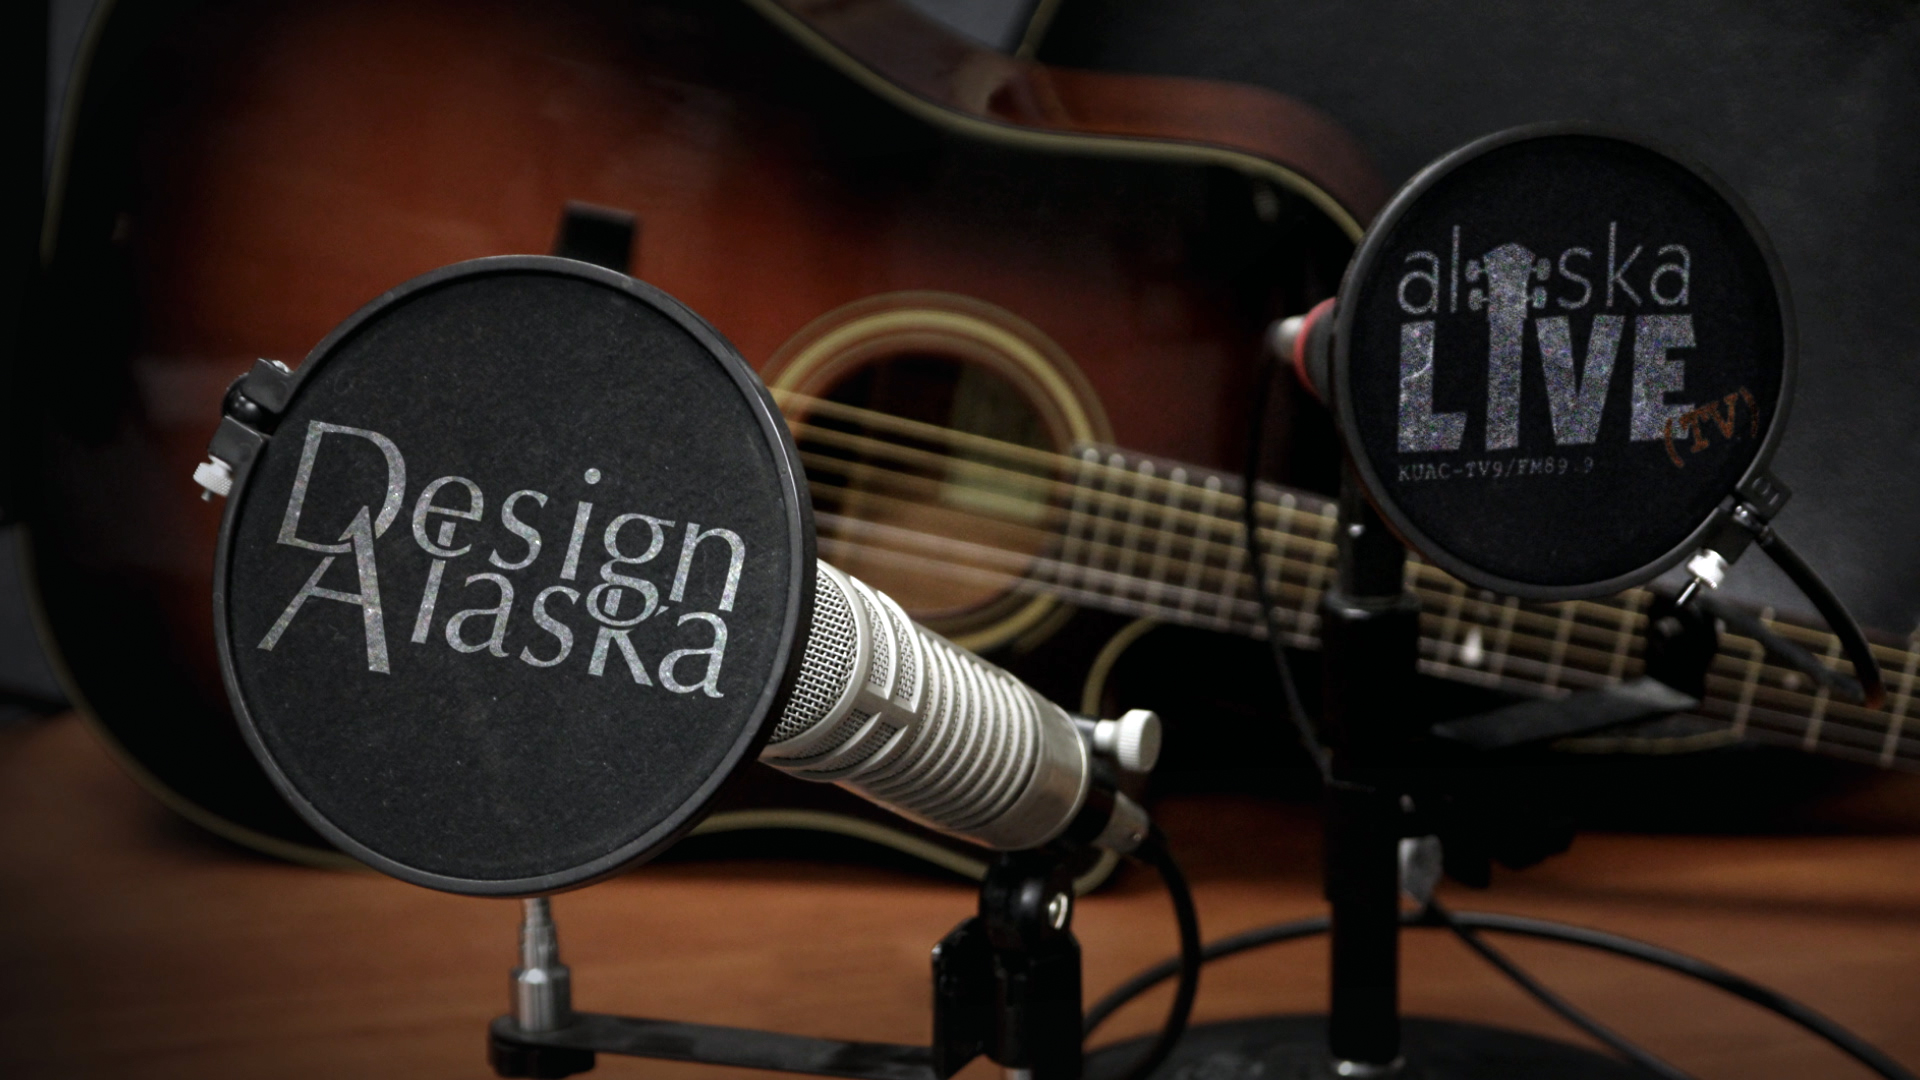 Design
Alaska
alaska
LIVE
(TV)
KUAC-TV9/FM89.9